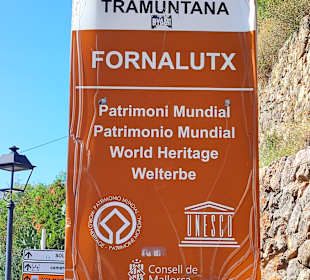 TRAMUNTANA
FORNALUTX
Patrimoni Mundial
Patrimonio Mundial
World Heritage
Welterbe
UNESCO
Consell de
Mallorca